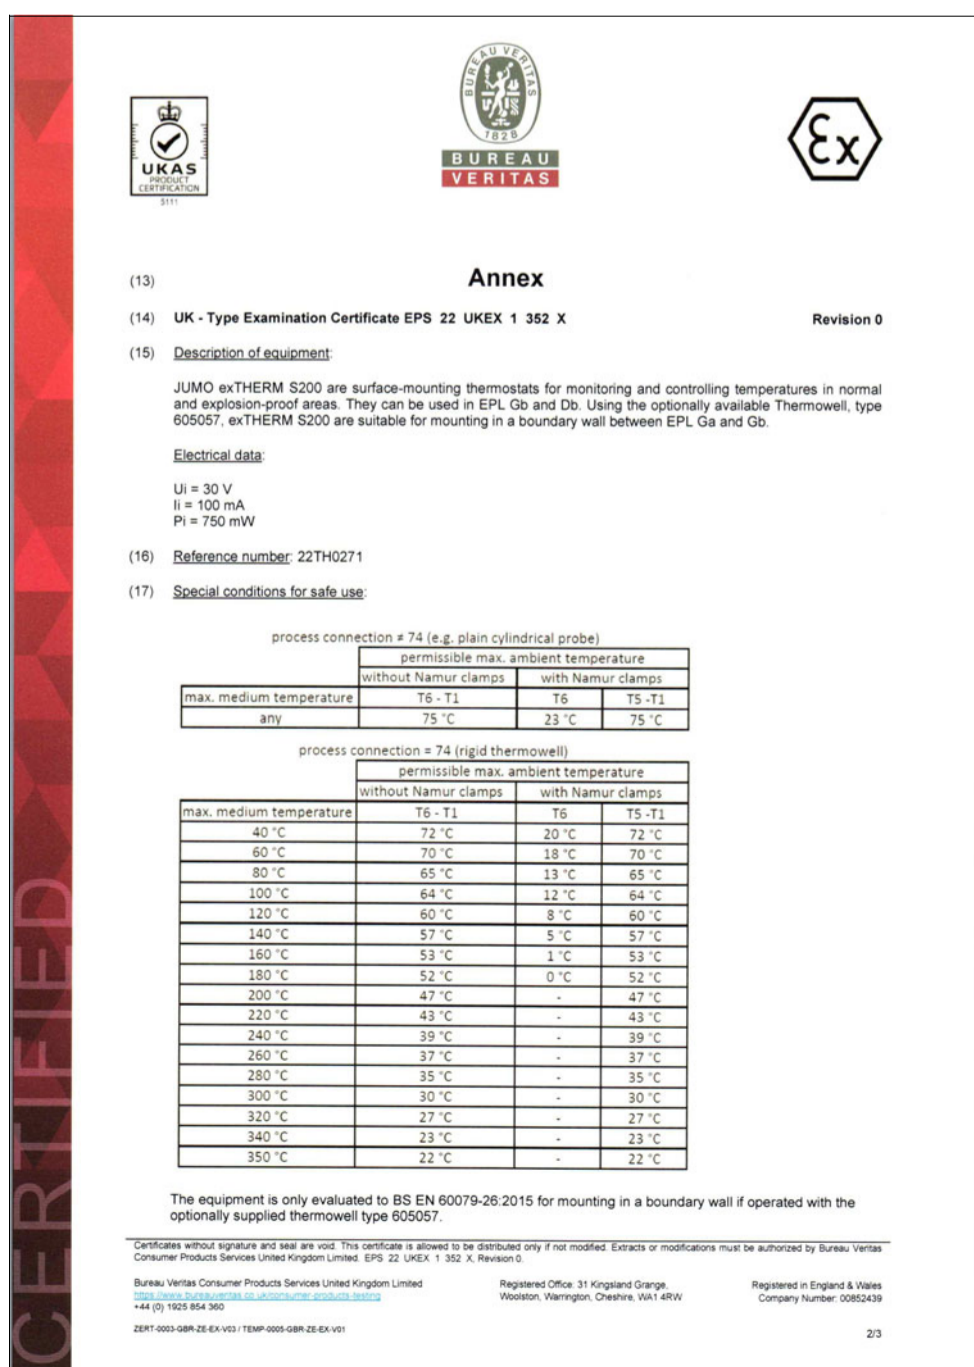 BUREAU VERITAS
1828
BUREAU
VERITAS
UKAS
PRODUCT
CERTIFICATION
5111
Ex
CERTIFIED
(13) Annex
(14) UK - Type Examination Certificate EPS 22 UKEX 1 352 X Revision 0
(15) Description of equipment:
JUMO exTHERM S200 are surface-mounting thermostats for monitoring and controlling temperatures in normal
and explosion-proof areas. They can be used in EPL Gb and Db. Using the optionally available Thermowell, type
605057, exTHERM S200 are suitable for mounting in a boundary wall between EPL Ga and Gb.
Electrical data:
Ui = 30 V
Ii = 100 mA
Pi = 750 mW
(16) Reference number: 22TH0271
(17) Special conditions for safe use:
process connection ≠ 74 (e.g. plain cylindrical probe)
permissible max. ambient temperature
without Namur clamps with Namur clamps
max. medium temperature T6 - T1 T6 T5 -T1
any 75 °C 23 °C 75 °C
process connection = 74 (rigid thermowell)
permissible max. ambient temperature
without Namur clamps with Namur clamps
max. medium temperature T6 - T1 T6 T5 -T1
40 °C 72 °C 20 °C 72 °C
60 °C 70 °C 18 °C 70 °C
80 °C 65 °C 13 °C 65 °C
100 °C 64 °C 12 °C 64 °C
120 °C 60 °C 8 °C 60 °C
140 °C 57 °C 5 °C 57 °C
160 °C 53 °C 1 °C 53 °C
180 °C 52 °C 0 °C 52 °C
200 °C 47 °C - 47 °C
220 °C 43 °C - 43 °C
240 °C 39 °C - 39 °C
260 °C 37 °C - 37 °C
280 °C 35 °C - 35 °C
300 °C 30 °C - 30 °C
320 °C 27 °C - 27 °C
340 °C 23 °C - 23 °C
350 °C 22 °C - 22 °C
The equipment is only evaluated to BS EN 60079-26:2015 for mounting in a boundary wall if operated with the
optionally supplied thermowell type 605057.
Certificates without signature and seal are void. This certificate is allowed to be distributed only if not modified. Extracts or modifications must be authorized by Bureau Veritas
Consumer Products Services United Kingdom Limited. EPS 22 UKEX 1 352 X, Revision 0.
Bureau Veritas Consumer Products Services United Kingdom Limited Registered Office: 31 Kingsland Grange, Registered in England & Wales
https://www.bureauveritas.co.uk/consumer-products-testing Woolston, Warrington, Cheshire, WA1 4RW Company Number: 00852439
+44 (0) 1925 854 360
ZERT-0003-GBR-ZE-EX-V03 / TEMP-0005-GBR-ZE-EX-V01 2/3